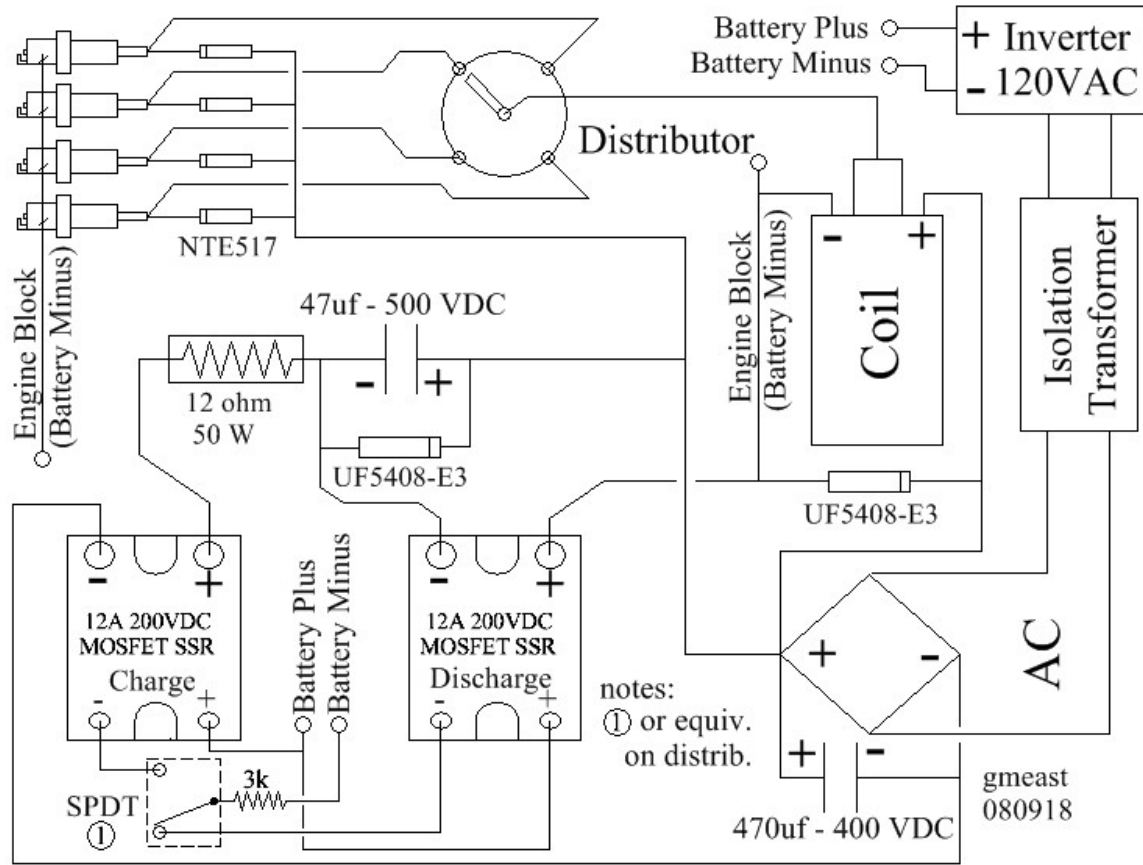 Battery Plus
Battery Minus
+ Inverter
- 120VAC
Distributor
NTE517
Engine Block
(Battery Minus)
47uf - 500 VDC
- +
12 ohm
50 W
UF5408-E3
Engine Block
(Battery Minus)
- +
Coil
UF5408-E3
Isolation
Transformer
- +
12A 200VDC
MOSFET SSR
Charge
- +
Battery Plus
Battery Minus
- +
12A 200VDC
MOSFET SSR
Discharge
- +
SPDT
①
3k
notes:
① or equiv.
on distrib.
+ -
AC
+ -
470uf - 400 VDC
gmeast
080918